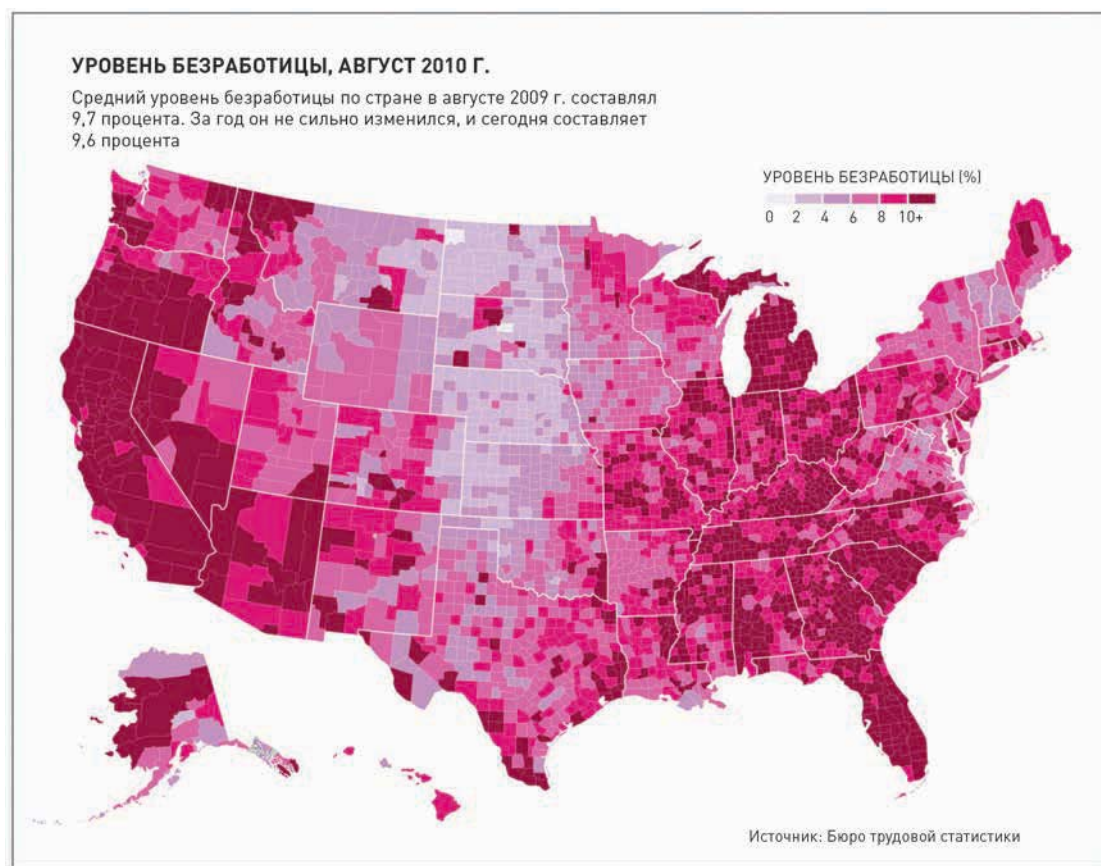 УРОВЕНЬ БЕЗРАБОТИЦЫ, АВГУСТ 2010 Г.
Средний уровень безработицы по стране в августе 2009 г. составлял
9,7 процента. За год он не сильно изменился, и сегодня составляет
9,6 процента
УРОВЕНЬ БЕЗРАБОТИЦЫ (%)
0 2 4 6 8 10+
Источник: Бюро трудовой статистики